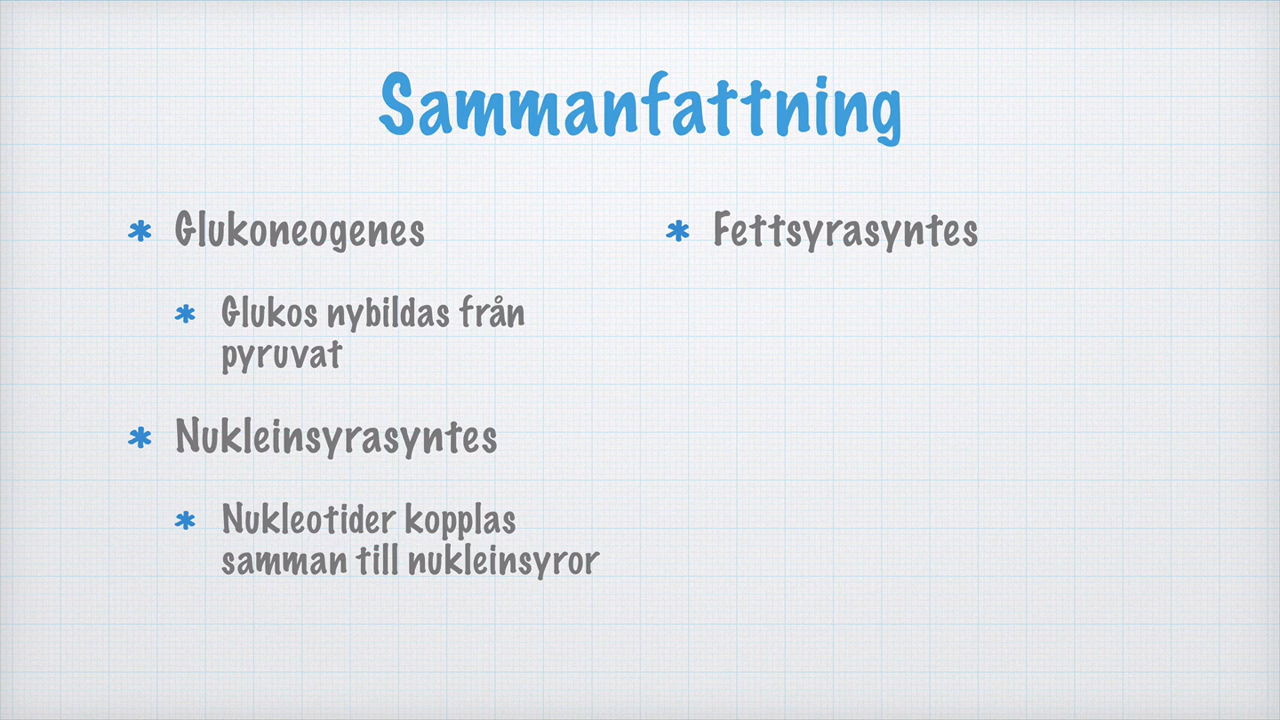 Sammanfattning
Glukoneogenes
Glukos nybildas från
pyruvat
Nukleinsyrasyntes
Nukleotider kopplas
samman till nukleinsyror
Fettsyrasyntes